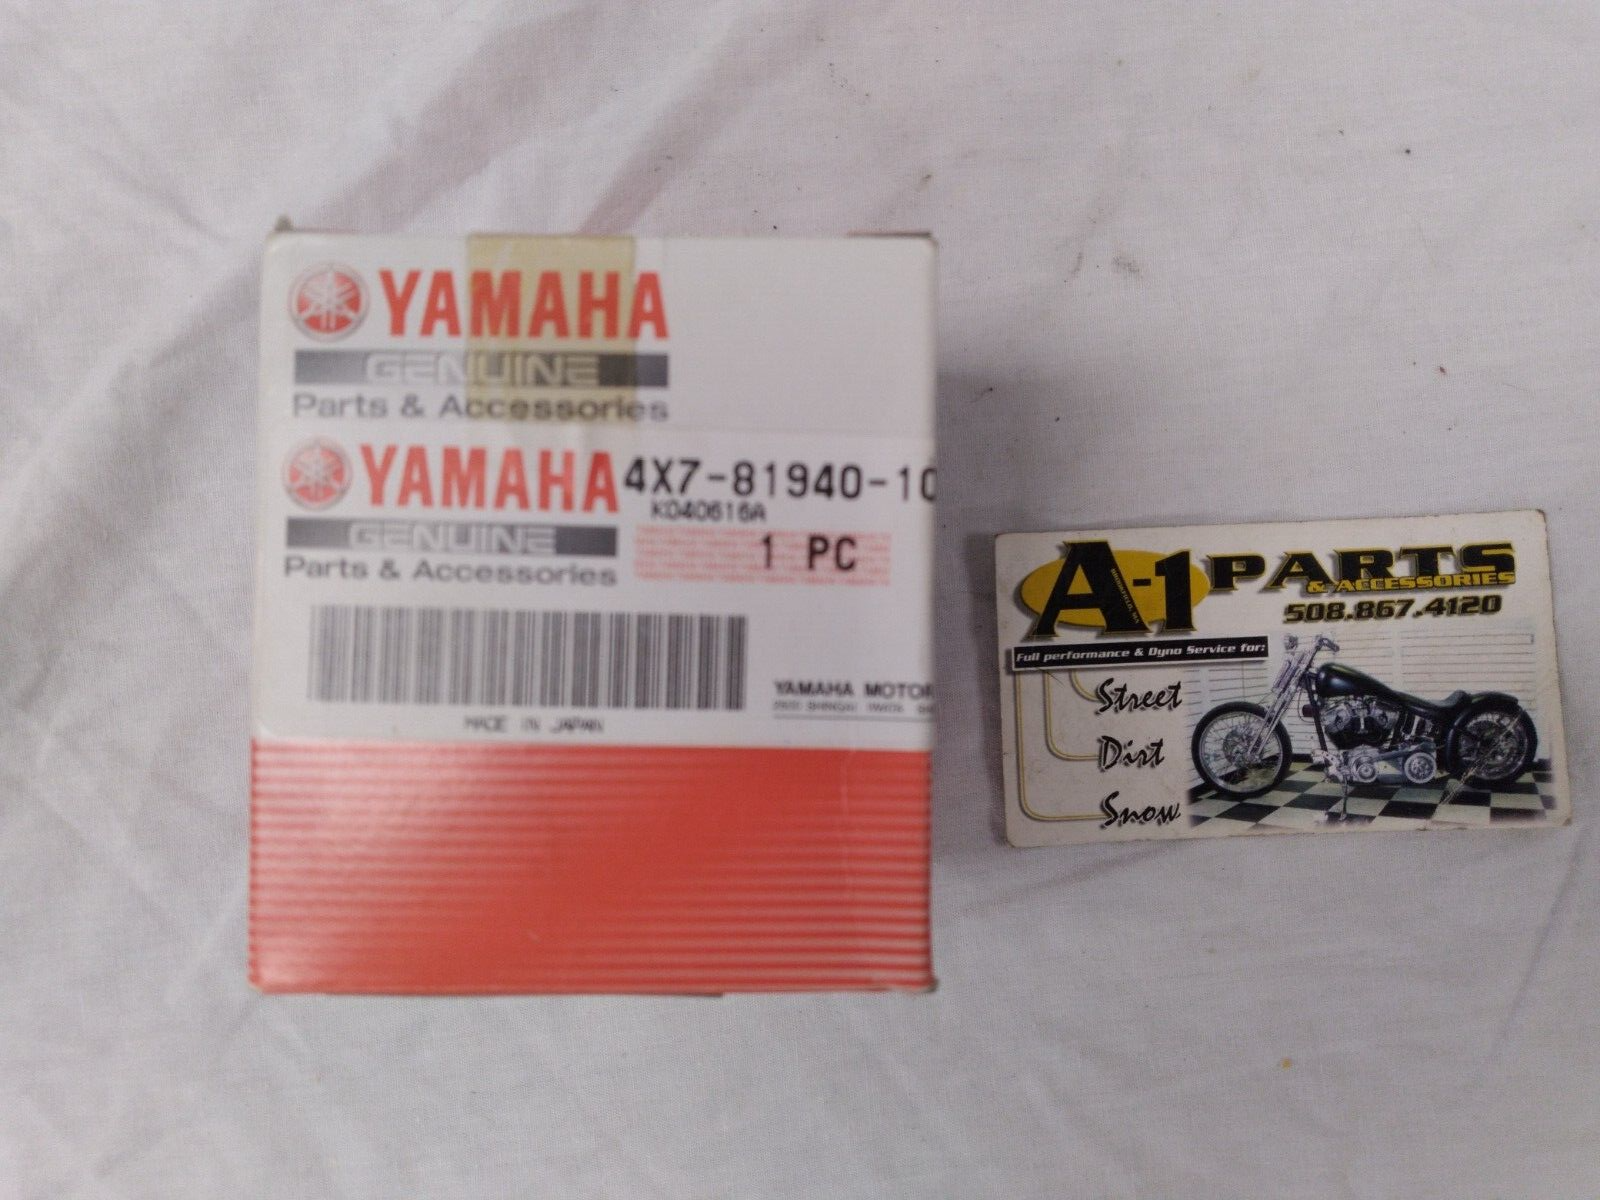 YAMAHA
GENUINE
Parts & Accessories
YAMAHA
GENUINE
Parts & Accessories
4X7-81940-10
K040616A
1 PC
YAMAHA MOTOR
MADE IN JAPAN
A-1 PARTS
& ACCESSORIES
508.867.4120
Full performance & Dyno Service for:
Street
Dirt
Snow